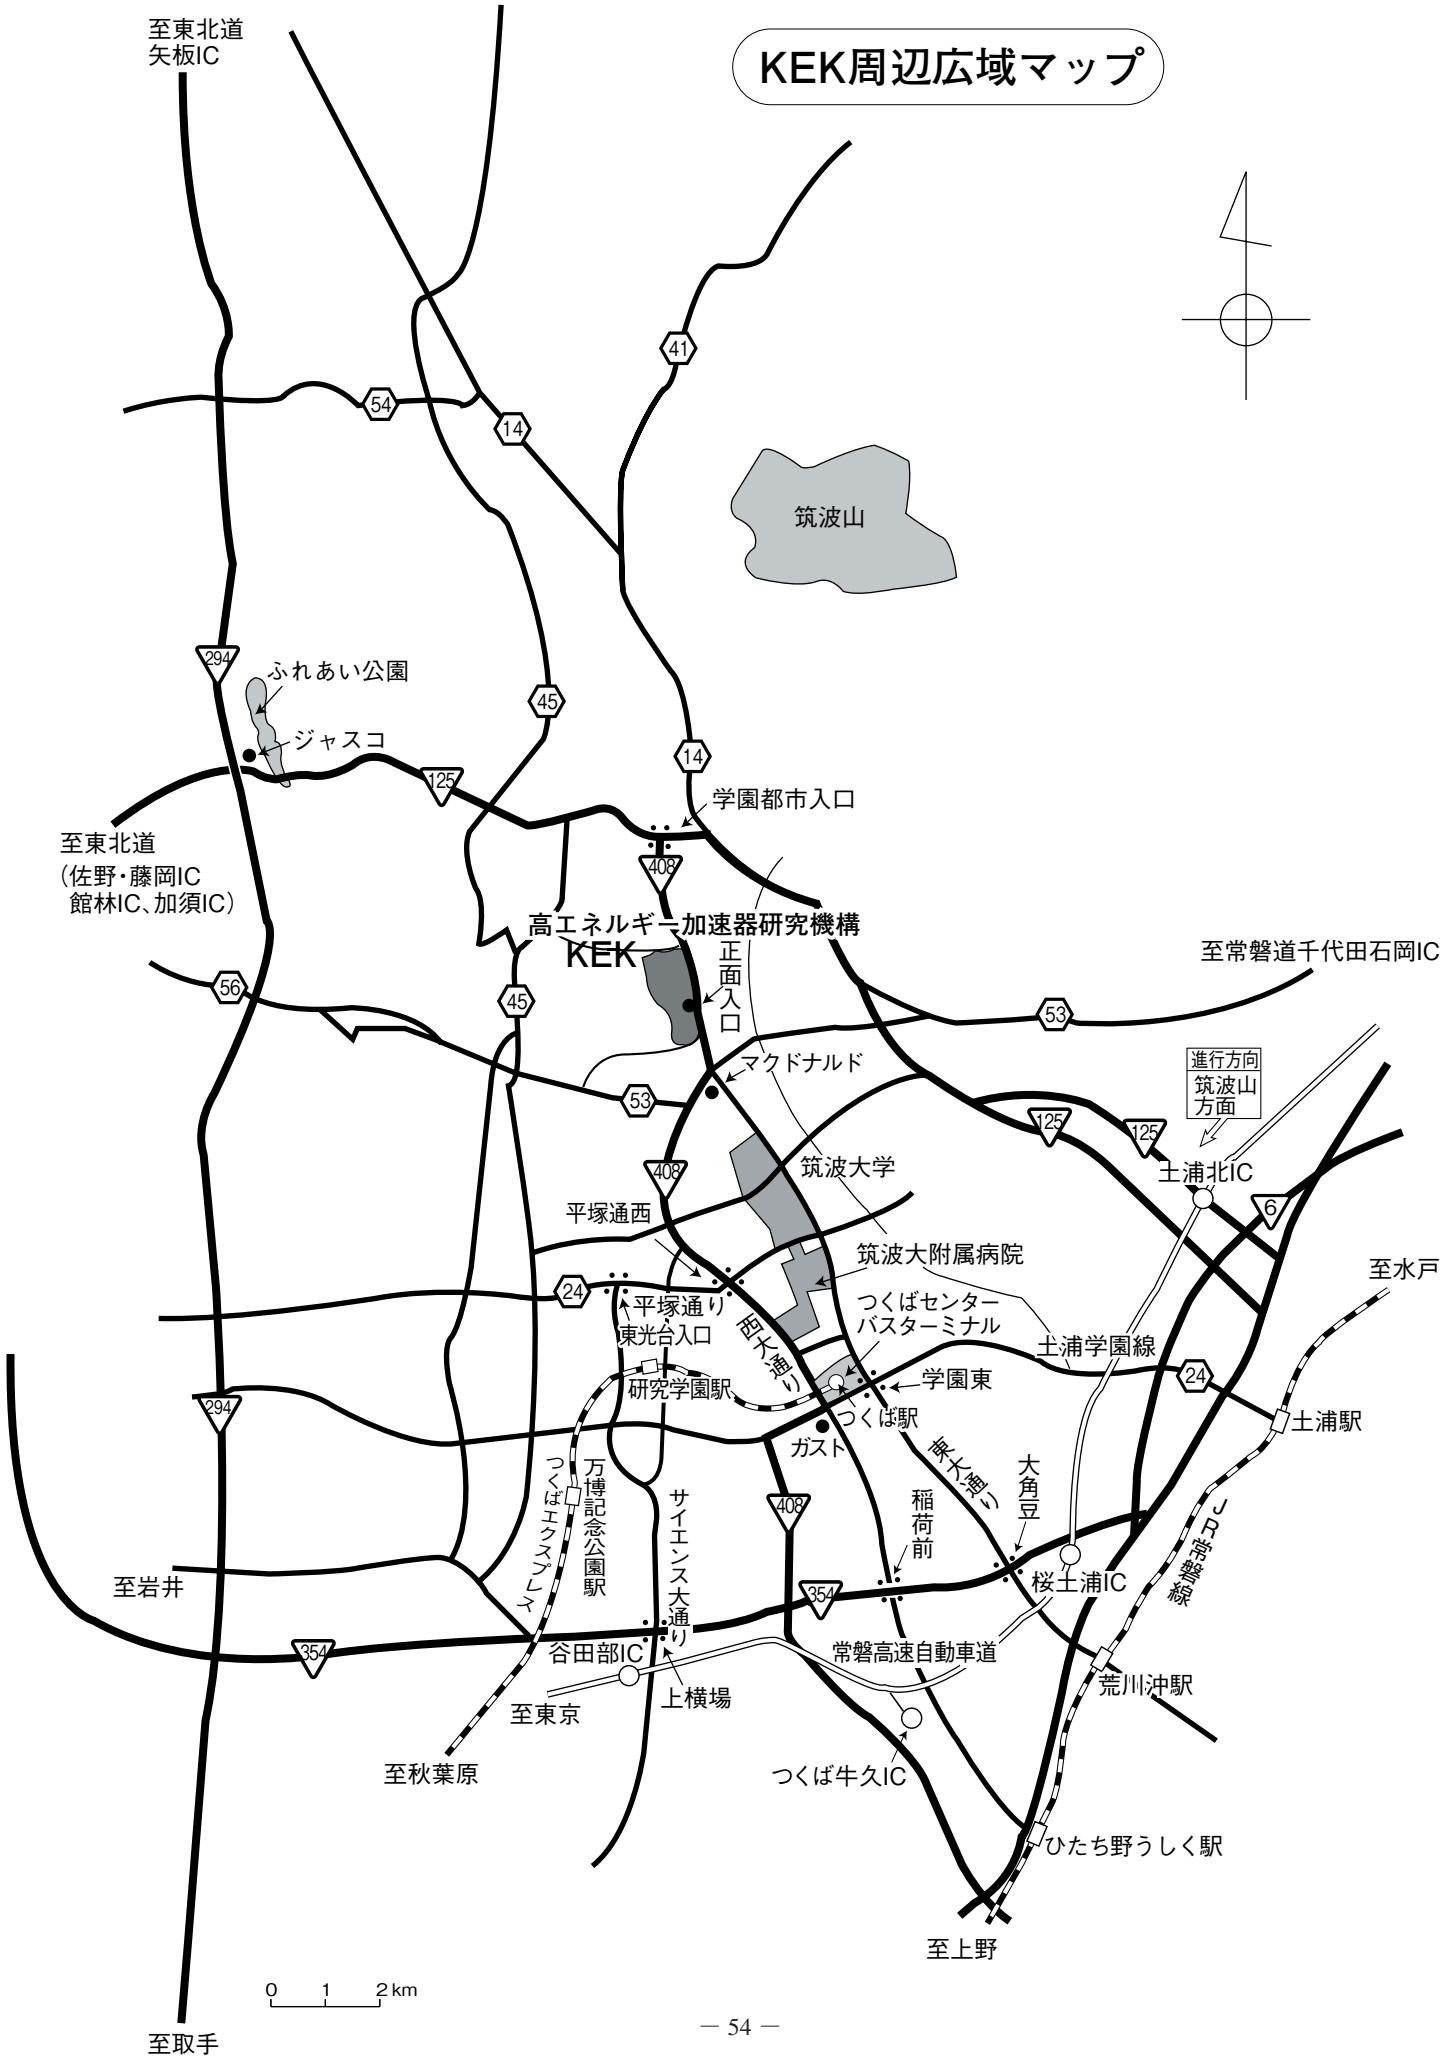 至東北道
矢板IC
KEK周辺広域マップ
41
54
14
筑波山
294
ふれあい公園
45
ジャスコ
14
125
学園都市入口
至東北道
(佐野・藤岡IC
館林IC、加須IC)
408
高エネルギー加速器研究機構
KEK
正面入口
至常磐道千代田石岡IC
56
45
53
進行方向
筑波山
方面
マクドナルド
53
125
125
408
筑波大学
土浦北IC
平塚通西
6
筑波大附属病院
至水戸
24
平塚通り
東光台入口
西大通り
つくばセンター
バスターミナル
土浦学園線
研究学園駅
学園東
24
294
つくば駅
土浦駅
ガスト
東大通り
大角豆
万博記念公園駅
つくばエクスプレス
サイエンス大通り
408
稲荷前
JR常磐線
至岩井
354
桜土浦IC
354
谷田部IC
常磐高速自動車道
至東京
上横場
荒川沖駅
至秋葉原
つくば牛久IC
ひたち野うしく駅
至上野
0 1 2 km
至取手
— 54 —